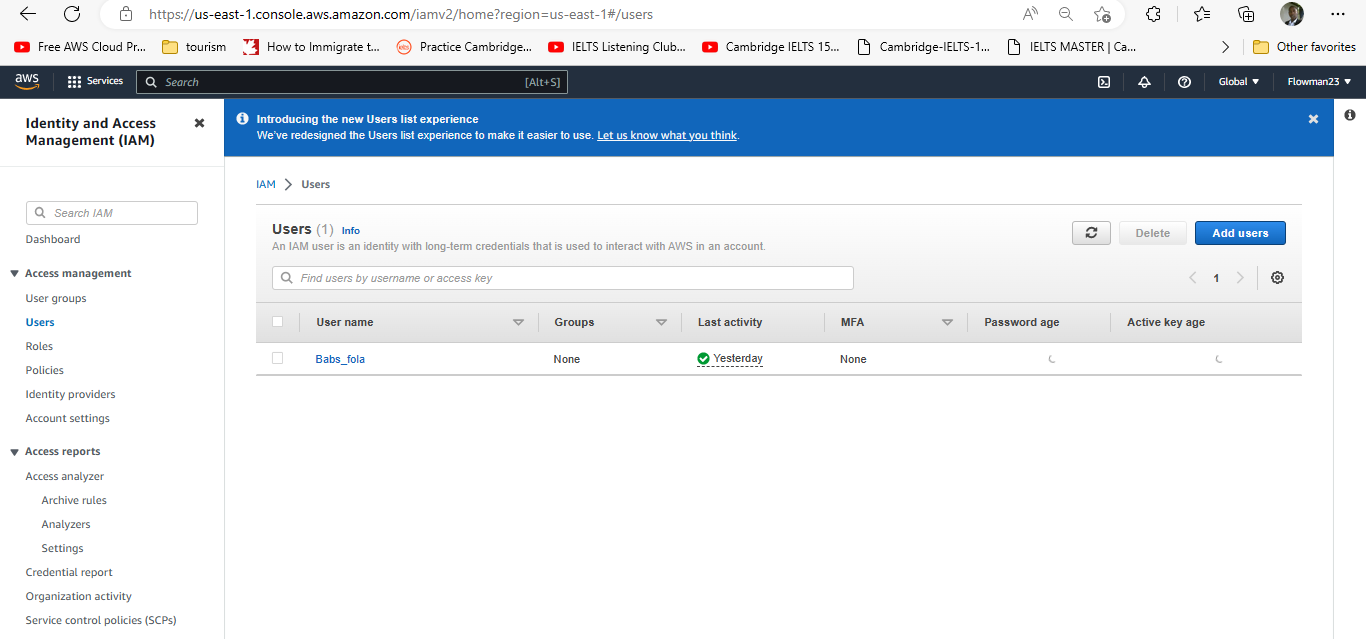 https://us-east-1.console.aws.amazon.com/iamv2/home?region=us-east-1#/users
Free AWS Cloud Pr... tourism How to Immigrate t... Practice Cambridge... IELTS Listening Club... Cambridge IELTS 15... Cambridge-IELTS-1... IELTS MASTER | Ca... Other favorites
aws Services Search [Alt+S] Global Flowman23
Identity and Access
Management (IAM)
Search IAM
Dashboard
Access management
User groups
Users
Roles
Policies
Identity providers
Account settings
Access reports
Access analyzer
Archive rules
Analyzers
Settings
Credential report
Organization activity
Service control policies (SCPs)
Introducing the new Users list experience
We've redesigned the Users list experience to make it easier to use. Let us know what you think.
IAM Users
Users (1) Info
An IAM user is an identity with long-term credentials that is used to interact with AWS in an account.
Delete Add users
Find users by username or access key
1
User name Groups Last activity MFA Password age Active key age
Babs_fola None Yesterday None